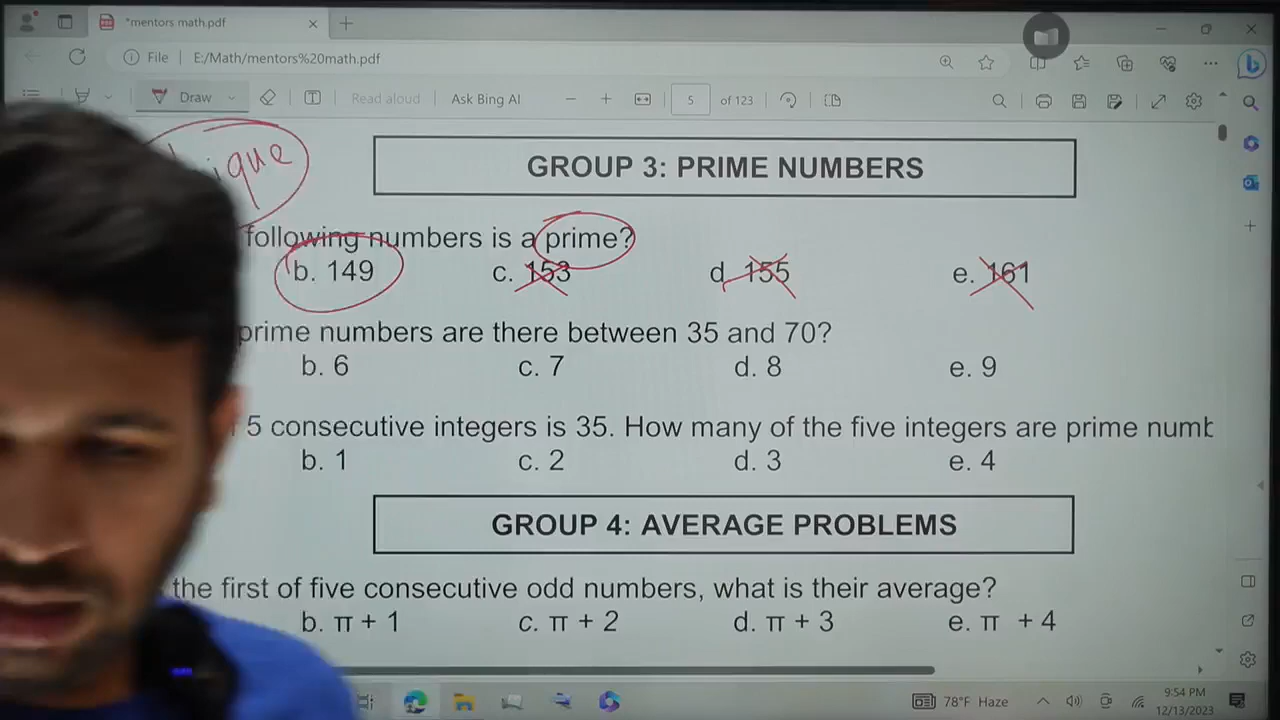 *mentors math.pdf
File E:/Math/mentors%20math.pdf
Draw Read aloud Ask Bing AI 5 of 123
ique
GROUP 3: PRIME NUMBERS
following numbers is a prime?
b. 149 c. 153 d. 155 e. 161
prime numbers are there between 35 and 70?
b. 6 c. 7 d. 8 e. 9
5 consecutive integers is 35. How many of the five integers are prime numb
b. 1 c. 2 d. 3 e. 4
GROUP 4: AVERAGE PROBLEMS
the first of five consecutive odd numbers, what is their average?
b. π + 1 c. π + 2 d. π + 3 e. π + 4
78°F Haze
9:54 PM
12/13/2023